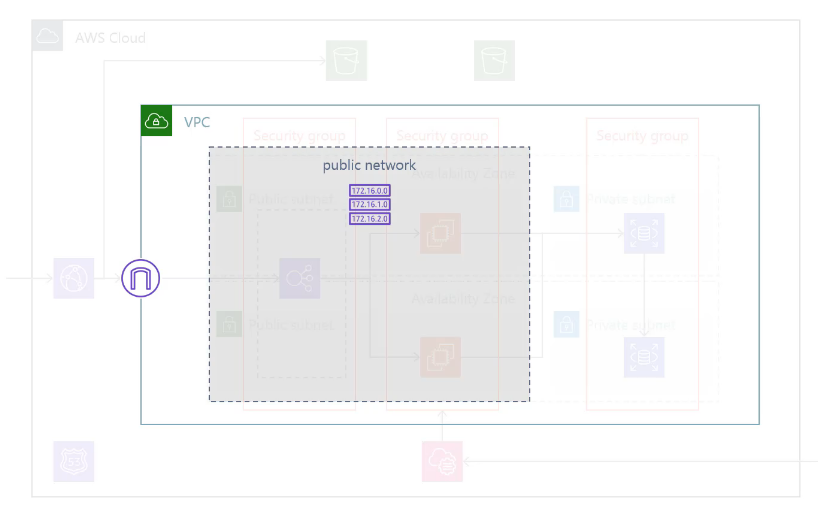 AWS Cloud
VPC
Security group
Security group
Security group
public network
Availability Zone
172.16.0.0
172.16.1.0
172.16.2.0
Public subnet
Private subnet
Availability Zone
Public subnet
Private subnet